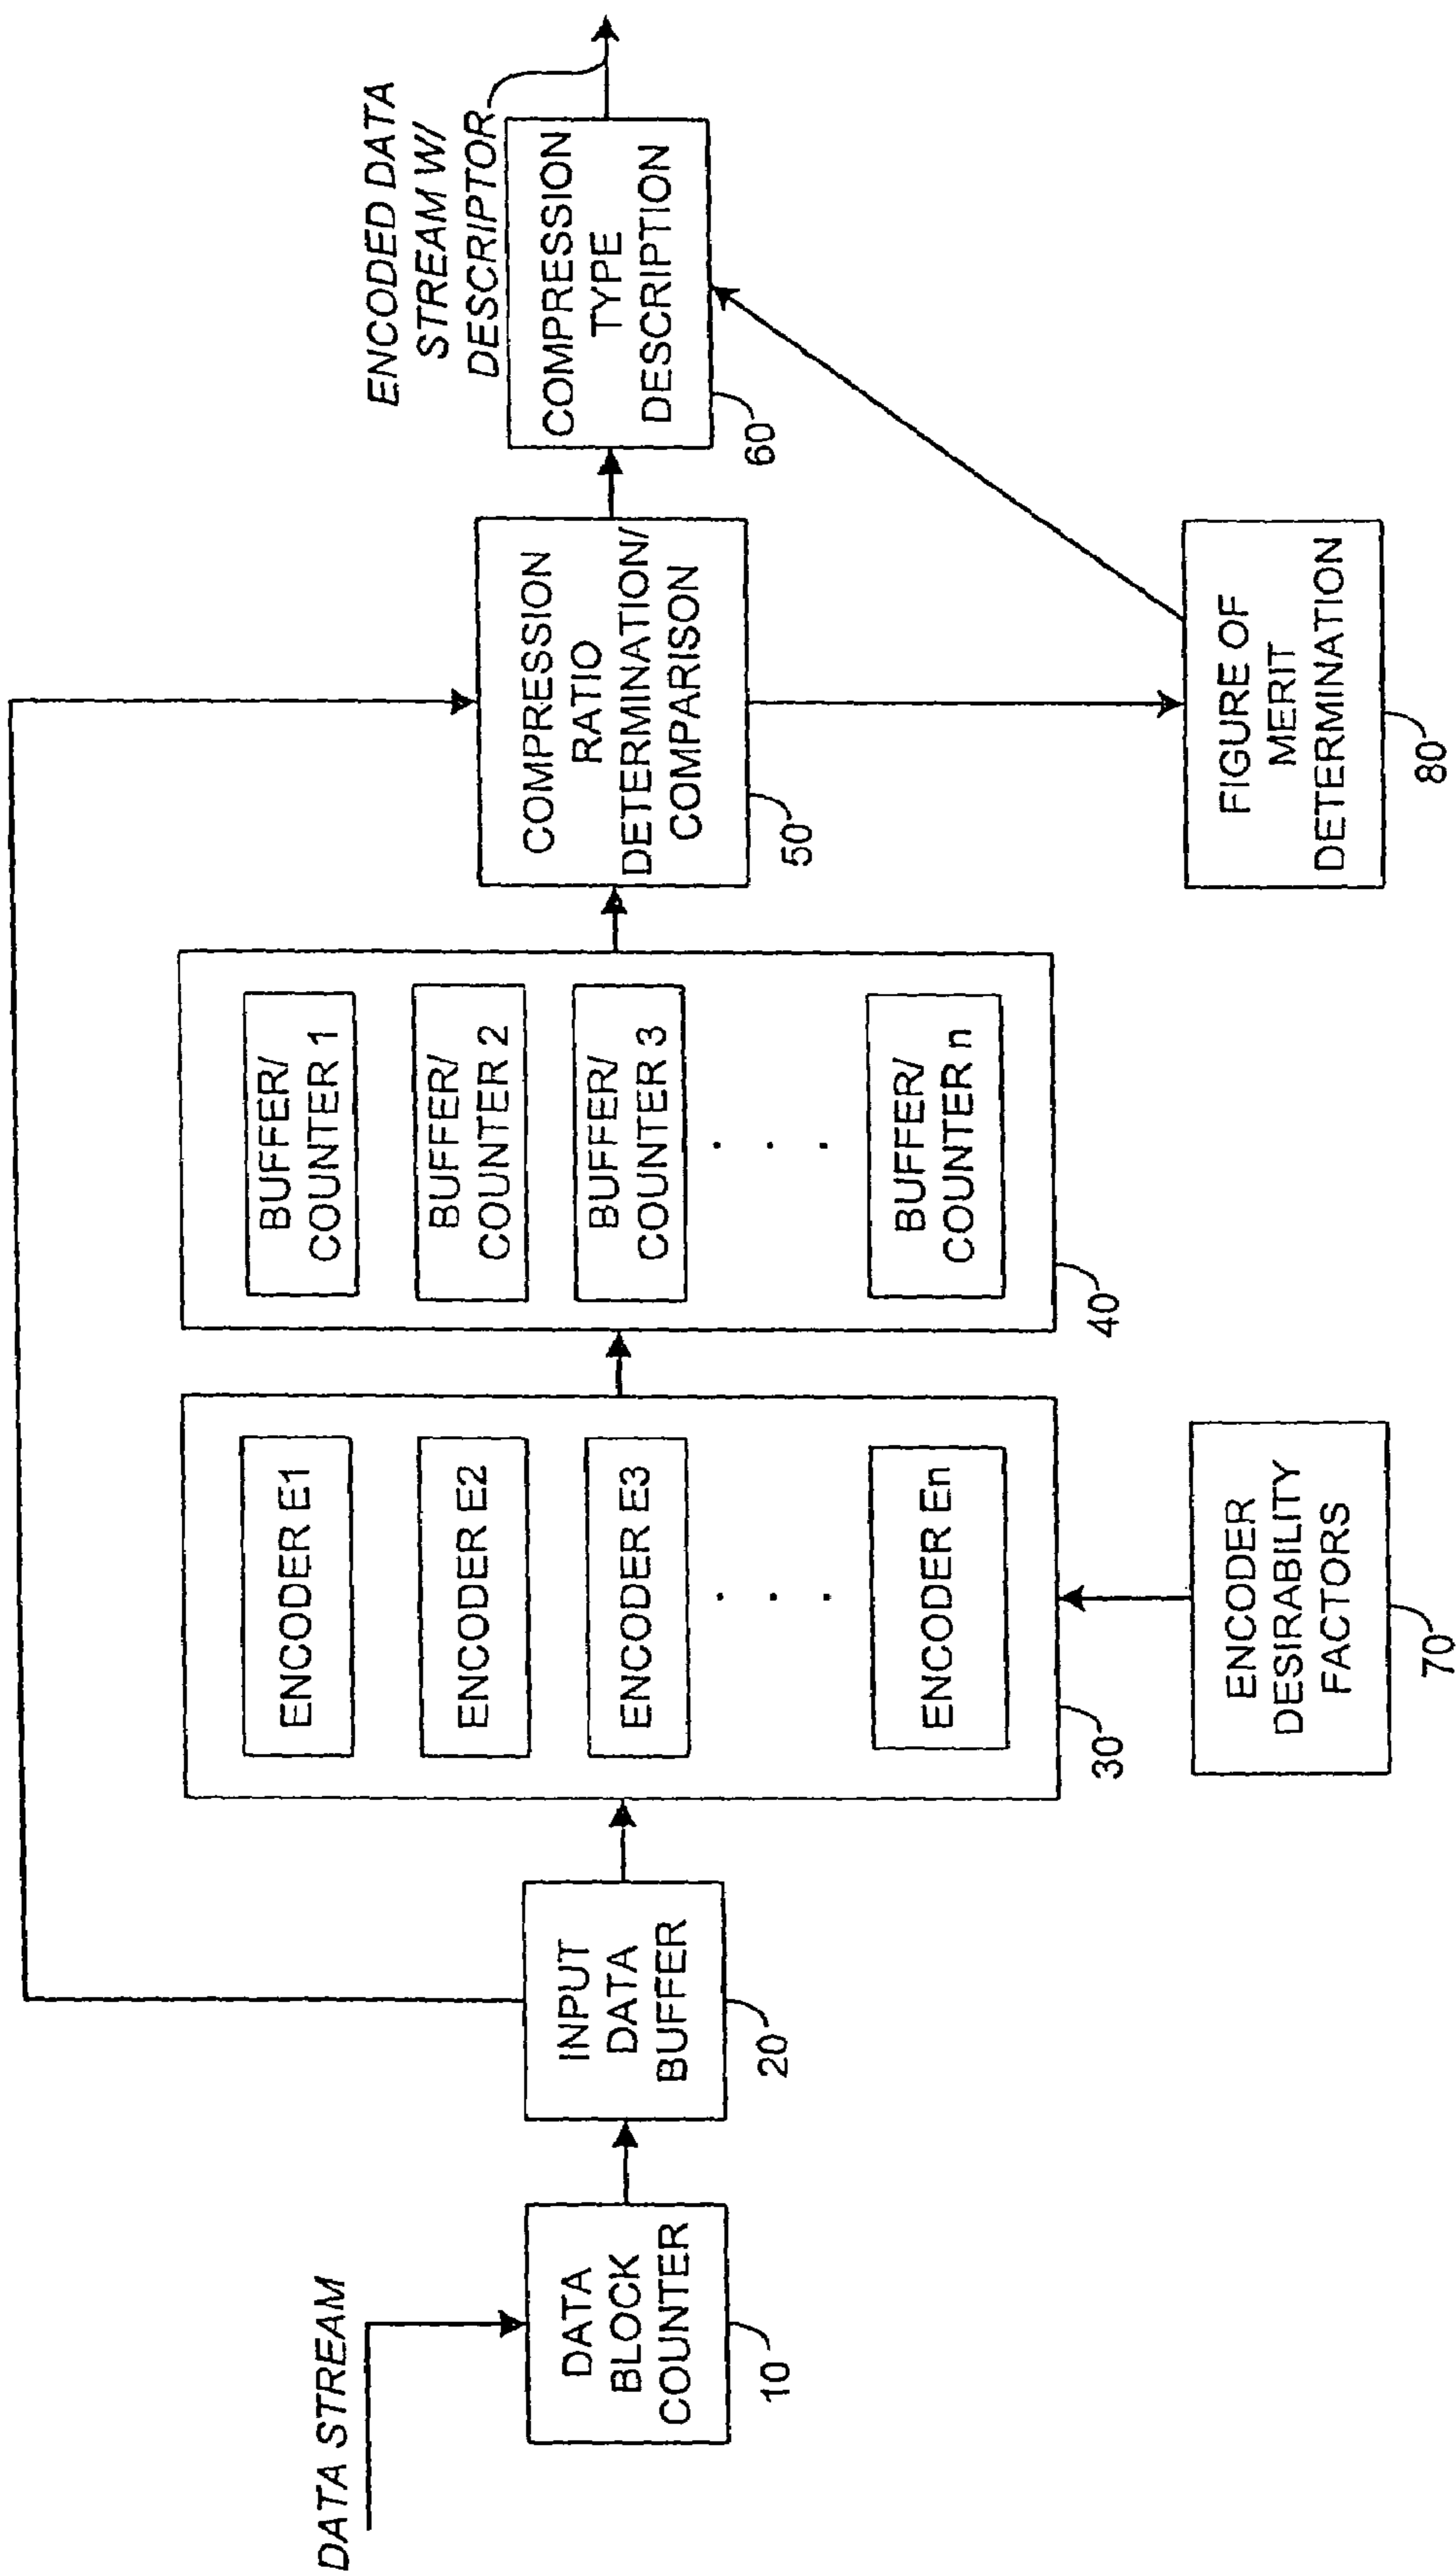 DATA STREAM
DATA
BLOCK
COUNTER
10
INPUT
DATA
BUFFER
20
ENCODER E1
ENCODER E2
ENCODER E3
. . .
ENCODER En
30
ENCODER
DESIRABILITY
FACTORS
70
BUFFER/
COUNTER 1
BUFFER/
COUNTER 2
BUFFER/
COUNTER 3
. . .
BUFFER/
COUNTER n
40
COMPRESSION
RATIO
DETERMINATION/
COMPARISON
50
FIGURE OF
MERIT
DETERMINATION
80
ENCODED DATA
STREAM W/
DESCRIPTOR
COMPRESSION
TYPE
DESCRIPTION
60